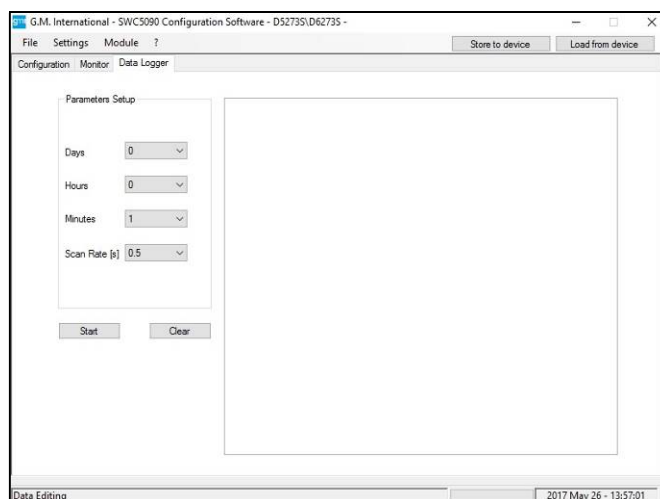 gmi G.M. International - SWC5090 Configuration Software - D5273S\D6273S -
File Settings Module ? Store to device Load from device
Configuration Monitor Data Logger
Parameters Setup
Days 0
Hours 0
Minutes 1
Scan Rate [s] 0.5
Start Clear
Data Editing 2017 May 26 - 13:57:01